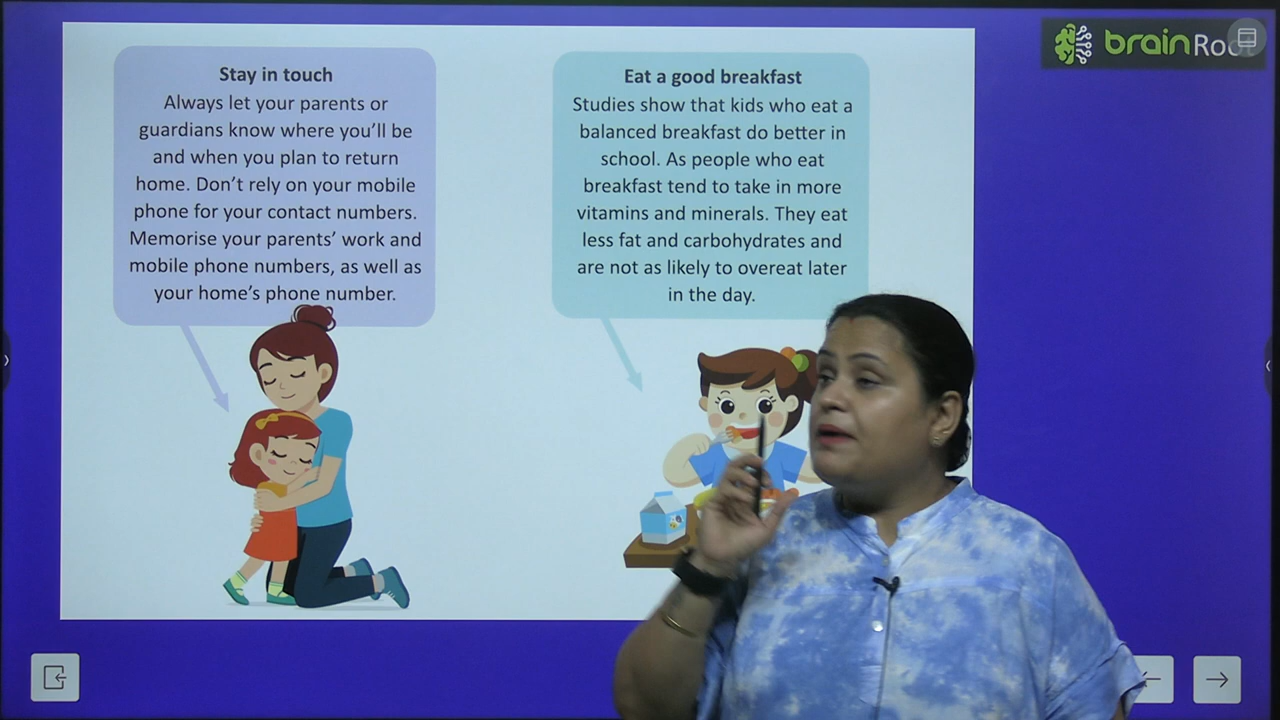 Stay in touch
Always let your parents or
guardians know where you’ll be
and when you plan to return
home. Don’t rely on your mobile
phone for your contact numbers.
Memorise your parents’ work and
mobile phone numbers, as well as
your home’s phone number.
Eat a good breakfast
Studies show that kids who eat a
balanced breakfast do better in
school. As people who eat
breakfast tend to take in more
vitamins and minerals. They eat
less fat and carbohydrates and
are not as likely to overeat later
in the day.
brain Root